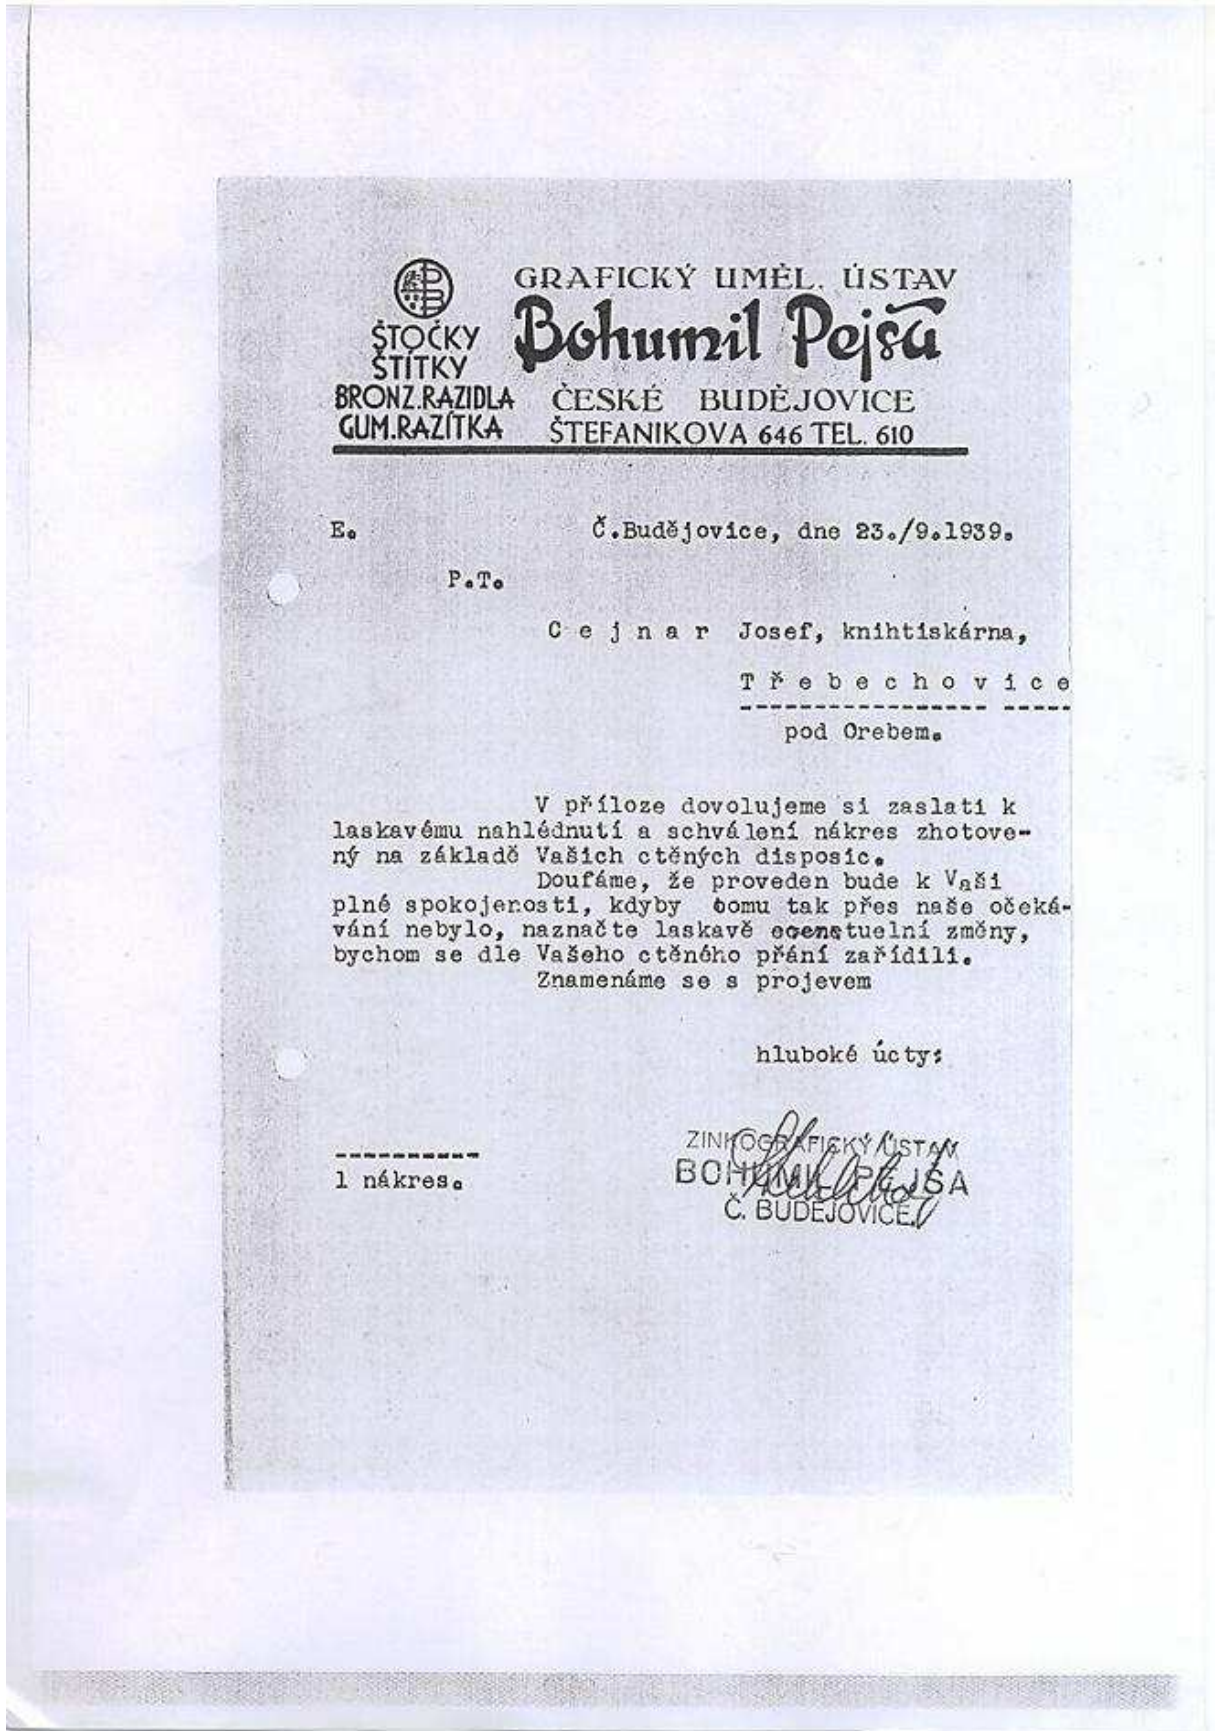 GRAFICKÝ UMĚL. ÚSTAV
Bohumil Pejša
ČESKÉ BUDĚJOVICE
ŠTEFANIKOVA 646 TEL. 610
ŠTOČKY
ŠTÍTKY
BRONZ.RAZIDLA
GUM.RAZÍTKA
E. Č.Budějovice, dne 23./9.1939.
P.T.
C e j n a r Josef, knihtiskárna,
T ř e b e c h o v i c e
pod Orebem.
V příloze dovolujeme si zaslati k
laskavému nahlédnutí a schválení nákres zhotove-
ný na základě Vašich ctěných disposic.
Doufáme, že proveden bude k Vaši
plné spokojenosti, kdyby tomu tak přes naše oček-
vání nebylo, naznačte laskavě změny,
bychom se dle Vašeho ctěného přání zařídili.
Znamenáme se s projevem
hluboké úcty:
-----------
1 nákres.
ZINKOGRAFICKÝ ÚSTAV
BOHUMIL PEJŠA
Č. BUDĚJOVICE